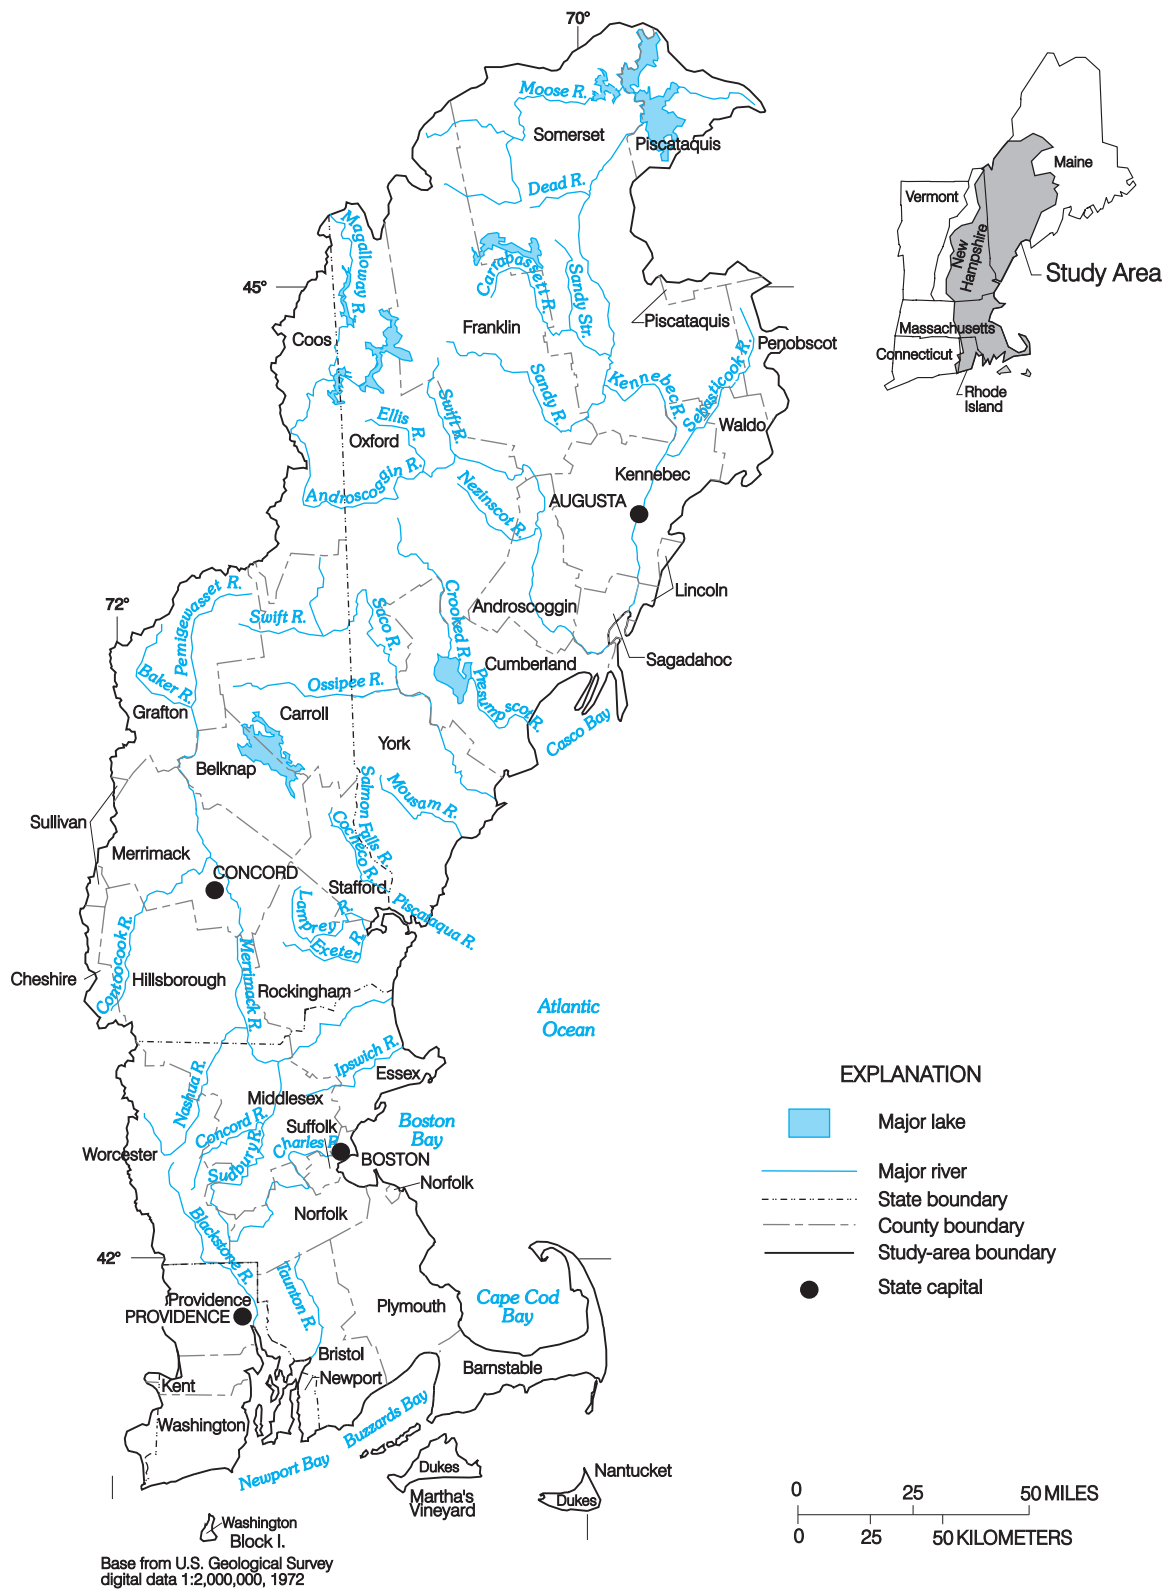 70°
Moose R.
Somerset
Piscataquis
Dead R.
Maine
Vermont
New
Hampshire
Study Area
Massachusetts
Connecticut
Rhode
Island
Magalloway R.
45°
Carrabassett R.
Sandy Str.
Coos
Franklin
Piscataquis
Penobscot
Kennebec R.
Sebasticook R.
Sandy R.
Swift R.
Ellis R.
Oxford
Waldo
Androscoggin R.
Nezinscot R.
Kennebec
AUGUSTA
Lincoln
72°
Pemigewasset R.
Swift R.
Saco R.
Crooked R.
Androscoggin
Sagadahoc
Cumberland
Baker R.
Ossipee R.
Presumpscot R.
Grafton
Carroll
Casco Bay
York
Belknap
Salmon Falls R.
Mousam R.
Sullivan
Cocheco R.
Merrimack
CONCORD
Stafford
Lamprey R.
Piscataqua R.
Exeter R.
Contoocook R.
Merrimack R.
Cheshire
Hillsborough
Rockingham
Atlantic
Ocean
Ipswich R.
Essex
Nashua R.
Middlesex
Concord R.
Suffolk
Boston
Bay
Charles R.
Worcester
BOSTON
Sudbury R.
Norfolk
Norfolk
Blackstone R.
42°
Taunton R.
Providence
PROVIDENCE
Plymouth
Cape Cod
Bay
Bristol
Barnstable
Newport
Kent
Washington
Buzzards Bay
Newport Bay
Dukes
Martha's
Vineyard
Nantucket
Dukes
Washington
Block I.
EXPLANATION
Major lake
Major river
State boundary
County boundary
Study-area boundary
State capital
0 25 50 MILES
0 25 50 KILOMETERS
Base from U.S. Geological Survey
digital data 1:2,000,000, 1972